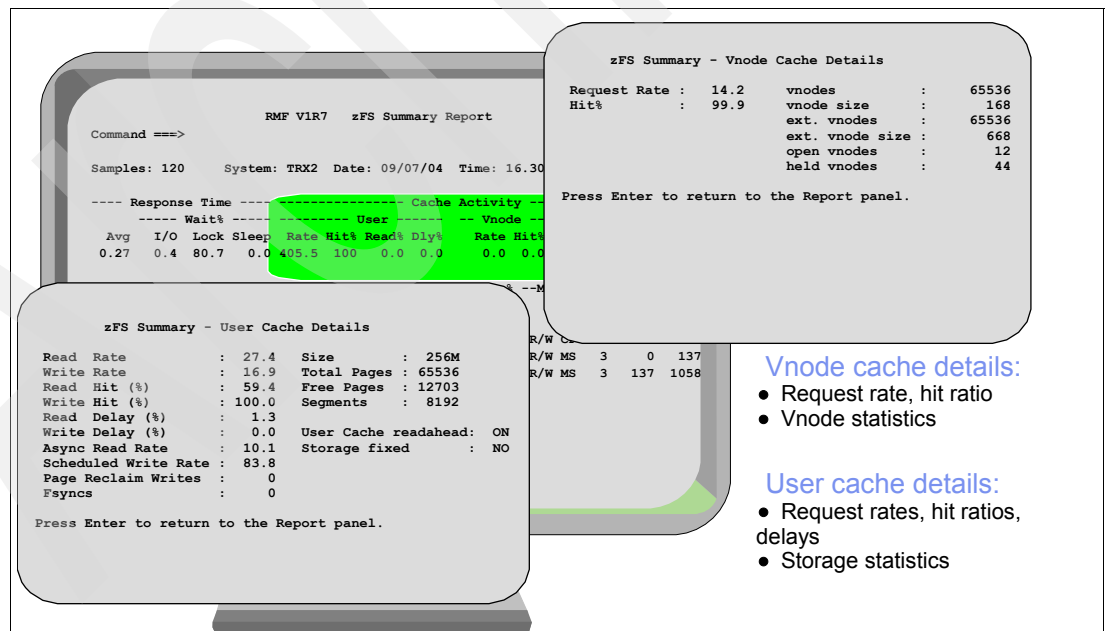 RMF V1R7 zFS Summary Report
Command ===>
Samples: 120 System: TRX2 Date: 09/07/04 Time: 16.30
---- Response Time ---- ----------------- Cache Activity --
----- Wait% ----- --------- User ------ -- Vnode --
Avg I/O Lock Sleep Rate Hit% Read% Dly% Rate Hit%
0.27 0.4 80.7 0.0 405.5 100 0.0 0.0 0.0 0.0
% --M
R/W
R/W MS 3 0 137
R/W MS 3 137 1058
zFS Summary - Vnode Cache Details
Request Rate : 14.2 vnodes : 65536
Hit% : 99.9 vnode size : 168
ext. vnodes : 65536
ext. vnode size : 668
open vnodes : 12
held vnodes : 44
Press Enter to return to the Report panel.
zFS Summary - User Cache Details
Read Rate : 27.4 Size : 256M
Write Rate : 16.9 Total Pages : 65536
Read Hit (%) : 59.4 Free Pages : 12703
Write Hit (%) : 100.0 Segments : 8192
Read Delay (%) : 1.3
Write Delay (%) : 0.0 User Cache readahead: ON
Async Read Rate : 10.1 Storage fixed : NO
Scheduled Write Rate : 83.8
Page Reclaim Writes : 0
Fsyncs : 0
Press Enter to return to the Report panel.
Vnode cache details:
● Request rate, hit ratio
● Vnode statistics
User cache details:
● Request rates, hit ratios,
delays
● Storage statistics